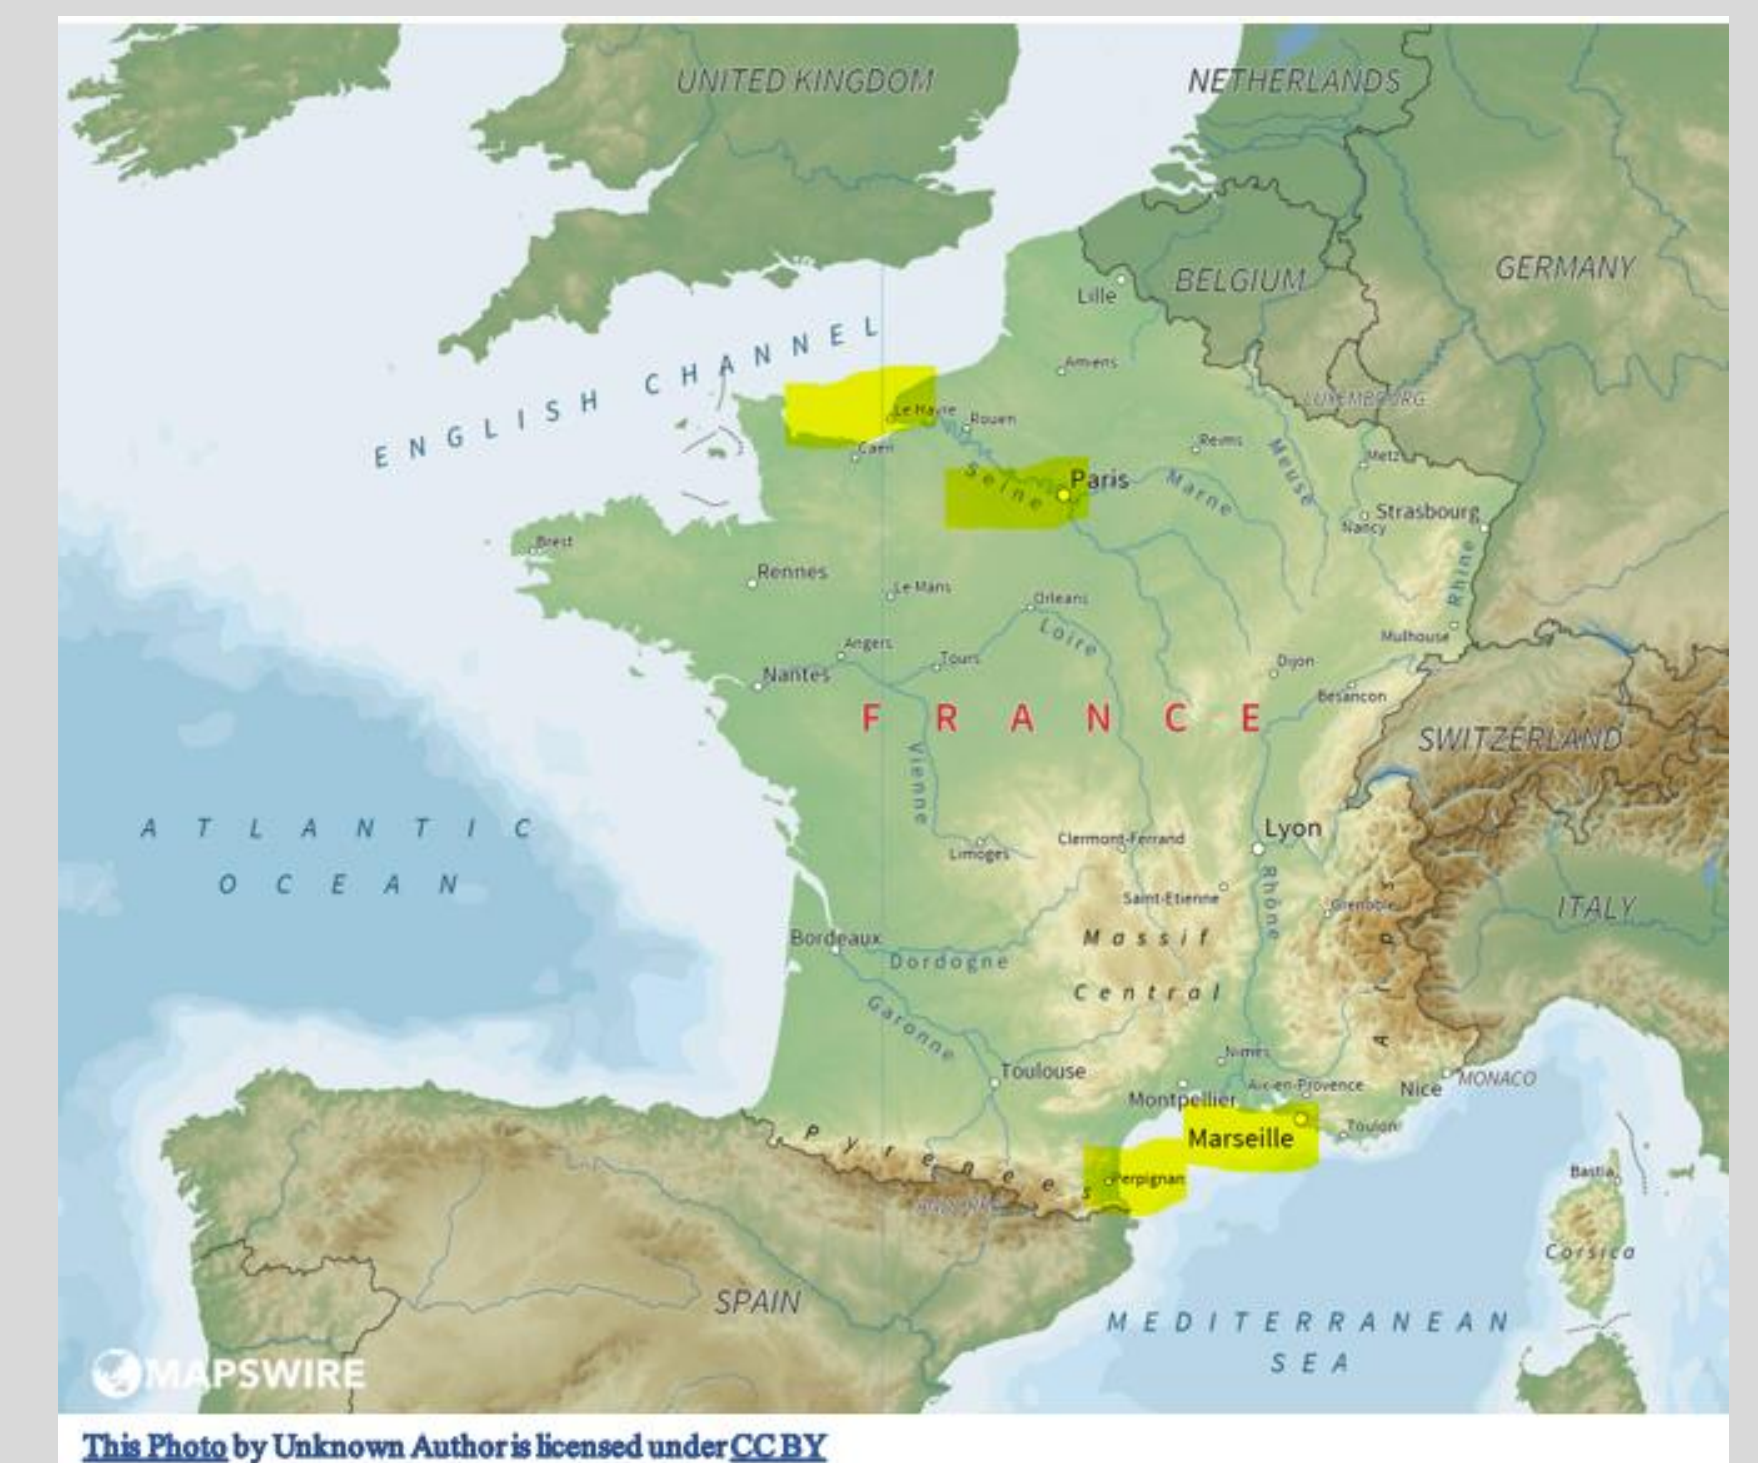 UNITED KINGDOM
NETHERLANDS
BELGIUM
GERMANY
Lille
ENGLISH CHANNEL
Amiens
LUXEMBOURG
Le Havre
Rouen
Caen
Reims
Metz
Meuse
Seine
Paris
Marne
Strasbourg
Nancy
Brest
Rennes
Le Mans
Orleans
Rhine
Loire
Mulhouse
Angers
Tours
Dijon
Nantes
Besancon
FRANCE
SWITZERLAND
Vienne
ATLANTIC
OCEAN
Lyon
Clermont-Ferrand
Limoges
Saint-Etienne
Rhône
Grenoble
ITALY
Bordeaux
Massif
Dordogne
Central
Alps
Garonne
Nimes
Toulouse
Aix-en-Provence
Nice
MONACO
Montpellier
Toulon
Marseille
Pyrenees
Perpignan
Bastia
ANDORRA
Corsica
SPAIN
MEDITERRANEAN
SEA
MAPSWIRE
This Photo by Unknown Author is licensed under CC BY